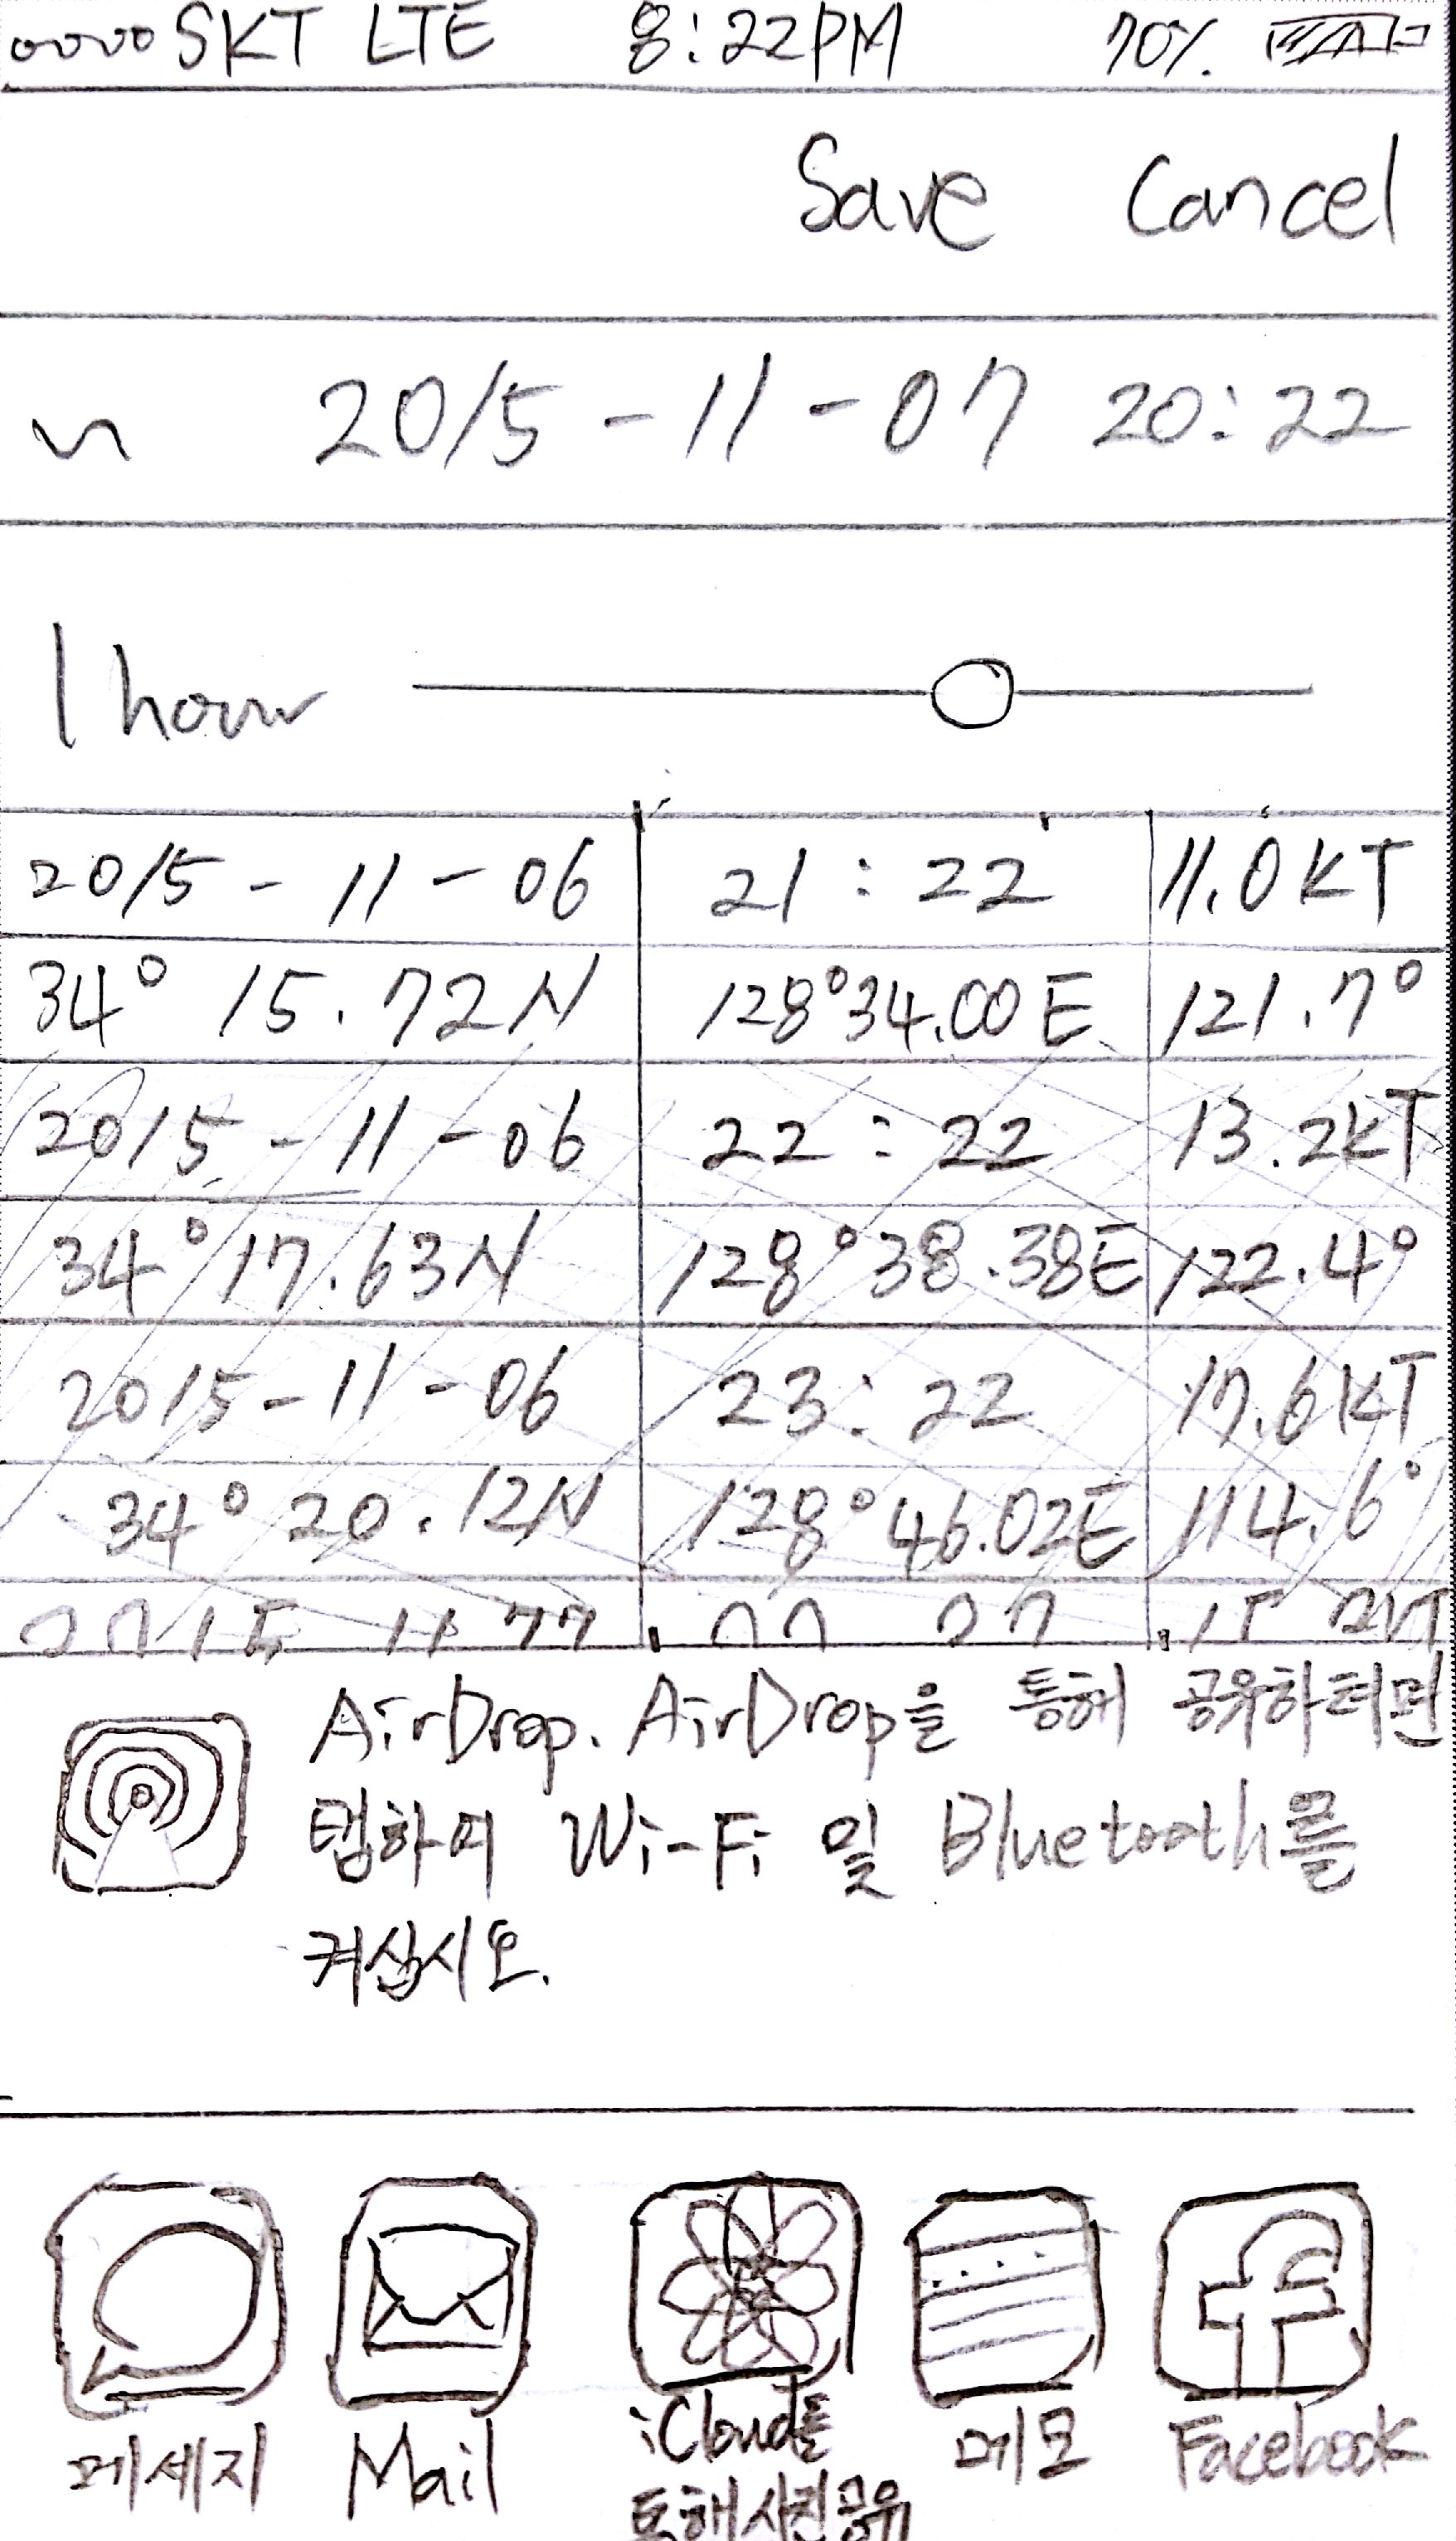 SKT LTE 8:22PM 70%
Save Cancel
~ 2015-11-07 20:22
1 hour
2015-11-06 21:22 11.0KT
34° 15.72N 128°34.00E 121.7°
2015-11-06 22:22 13.2KT
34°17.63N 128°38.38E 122.4°
2015-11-06 23:22 17.6KT
34°20.12N 128°46.02E 114.6°
AirDrop. AirDrop을 통해 공유하려면
탭하여 Wi-Fi 및 Bluetooth를
켜십시오.
메세지 Mail iCloud를 메모 Facebook
통해 사진 공유